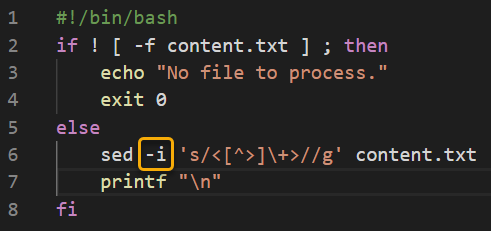 1 #!/bin/bash
2 if ! [ -f content.txt ] ; then
3     echo "No file to process."
4     exit 0
5 else
6     sed -i 's/<[^>]\+>//g' content.txt
7     printf "\n"
8 fi